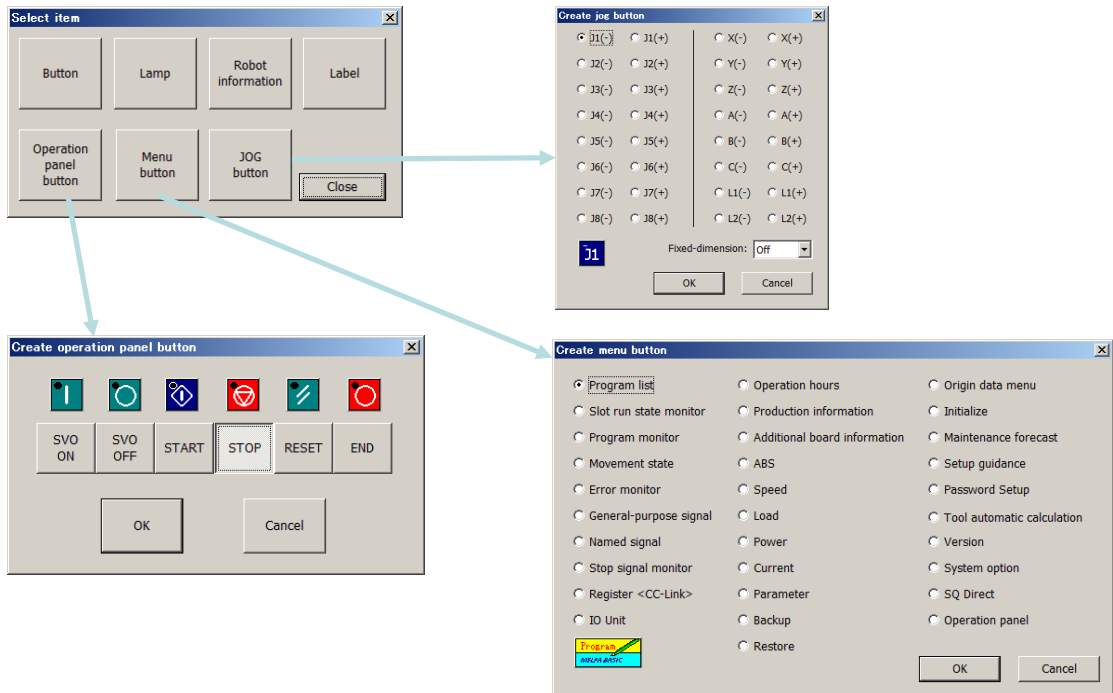 Select item
Button
Lamp
Robot
information
Label
Operation
panel
button
Menu
button
JOG
button
Close
Create jog button
J1(-) J1(+) X(-) X(+)
J2(-) J2(+) Y(-) Y(+)
J3(-) J3(+) Z(-) Z(+)
J4(-) J4(+) A(-) A(+)
J5(-) J5(+) B(-) B(+)
J6(-) J6(+) C(-) C(+)
J7(-) J7(+) L1(-) L1(+)
J8(-) J8(+) L2(-) L2(+)
-
J1
Fixed-dimension: Off
OK Cancel
Create operation panel button
SVO
ON
SVO
OFF
START
STOP
RESET
END
OK
Cancel
Create menu button
Program list
Slot run state monitor
Program monitor
Movement state
Error monitor
General-purpose signal
Named signal
Stop signal monitor
Register <CC-Link>
IO Unit
Operation hours
Production information
Additional board information
ABS
Speed
Load
Power
Current
Parameter
Backup
Restore
Origin data menu
Initialize
Maintenance forecast
Setup guidance
Password Setup
Tool automatic calculation
Version
System option
SQ Direct
Operation panel
Program
MELFA BASIC
OK Cancel